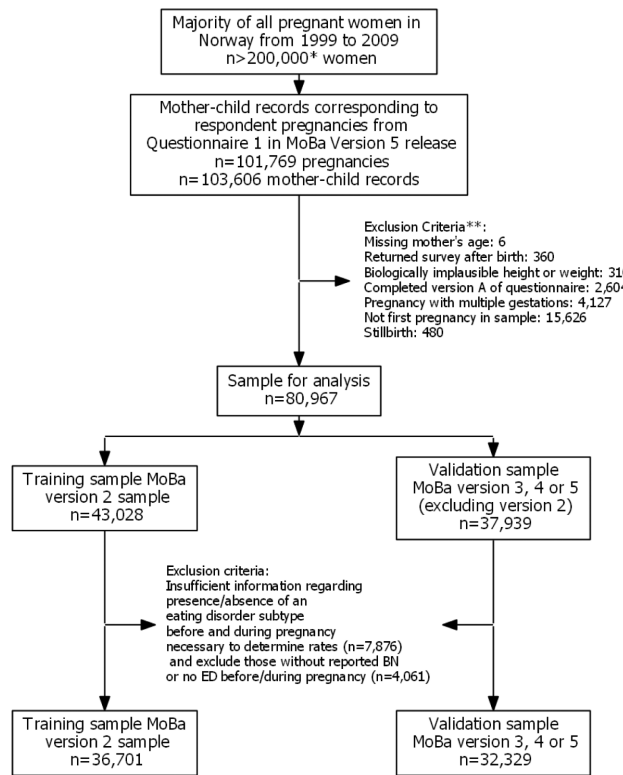 Majority of all pregnant women in
Norway from 1999 to 2009
n>200,000* women
Mother-child records corresponding to
respondent pregnancies from
Questionnaire 1 in MoBa Version 5 release
n=101,769 pregnancies
n=103,606 mother-child records
Exclusion Criteria**:
Missing mother's age: 6
Returned survey after birth: 360
Biologically implausible height or weight:
Completed version A of questionnaire: 2,604
Pregnancy with multiple gestations: 4,127
Not first pregnancy in sample: 15,626
Stillbirth: 480
Sample for analysis
n=80,967
Training sample MoBa
version 2 sample
n=43,028
Validation sample
MoBa version 3, 4 or 5
(excluding version 2)
n=37,939
Exclusion criteria:
Insufficient information regarding
presence/absence of an
eating disorder subtype
before and during pregnancy
necessary to determine rates (n=7,876)
and exclude those without reported BN
or no ED before/during pregnancy (n=4,061)
Training sample MoBa
version 2 sample
n=36,701
Validation sample
MoBa version 3, 4 or 5
n=32,329